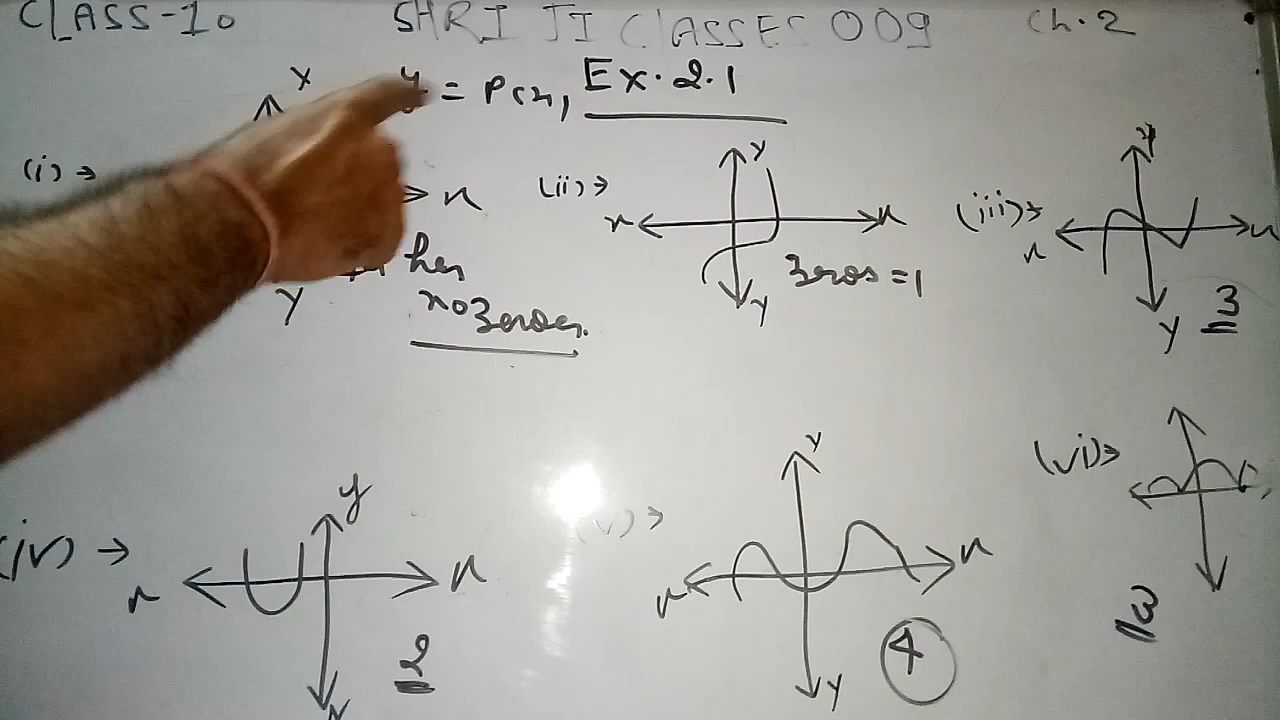 CLASS-10 SHRI JI CLASSES 009 Ch.2
y = P(x), Ex.2.1
x
(i)→
x
y
no Zeroes.
(ii)→
y
x x
y
Zeros = 1
(iii)→
y
x x
y
3
(iv)→
y
x x
2
(v)→
y
x x
y
4
(vi)→
3